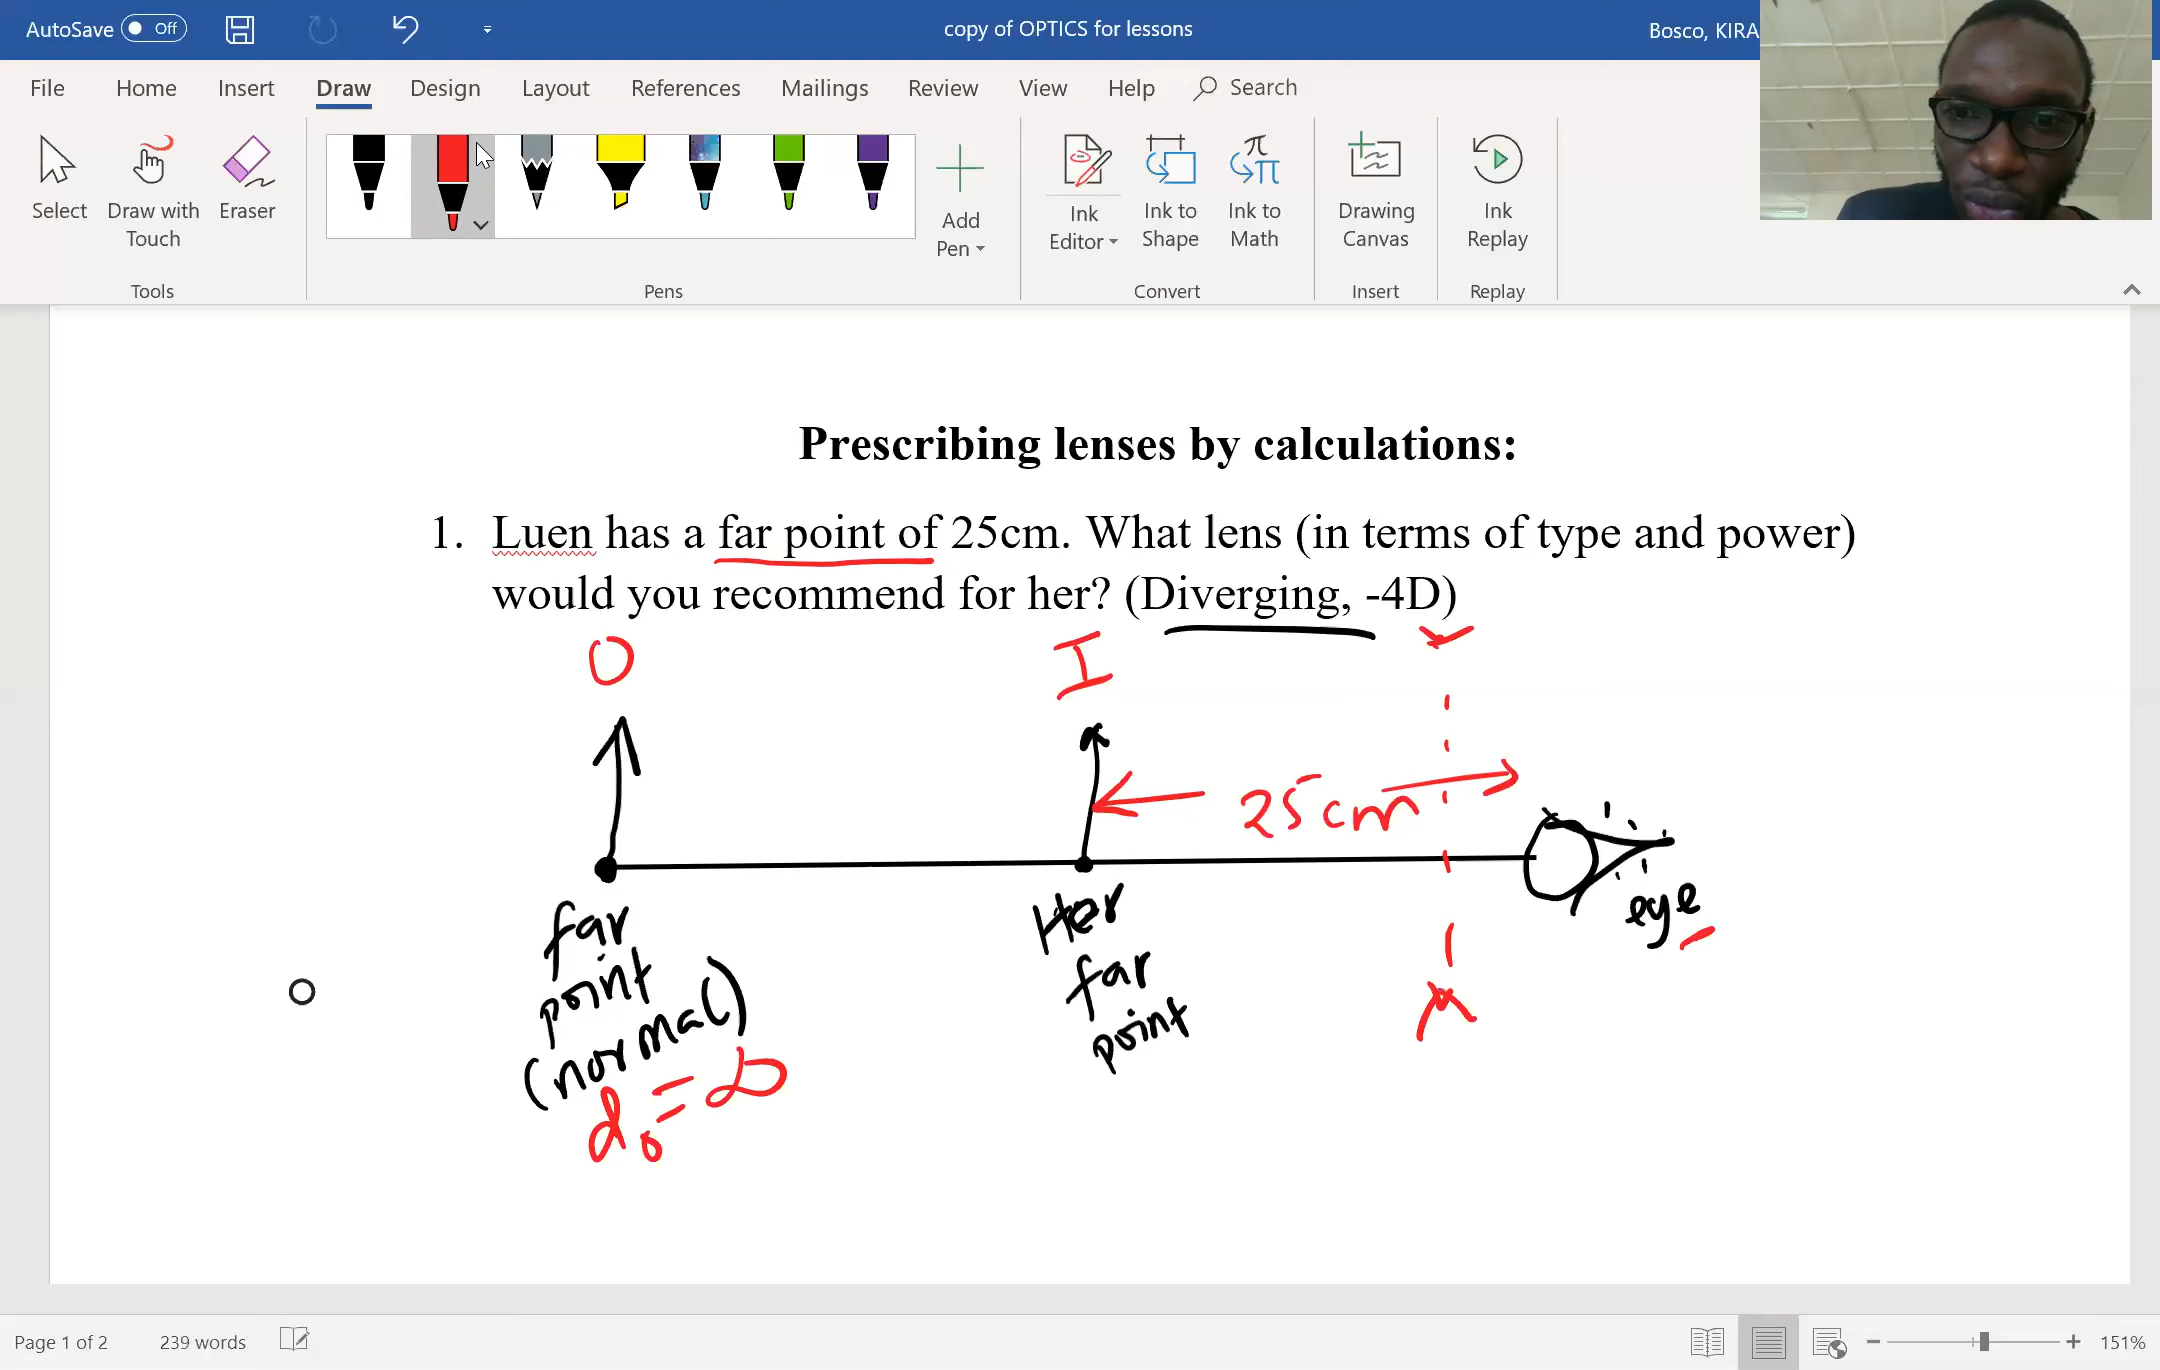 AutoSave Off copy of OPTICS for lessons Bosco, KIRA
File Home Insert Draw Design Layout References Mailings Review View Help Search
Select Draw with Touch Eraser Add Pen Ink Editor Ink to Shape Ink to Math Drawing Canvas Ink Replay
Tools Pens Convert Insert Replay
Prescribing lenses by calculations:
1. Luen has a far point of 25cm. What lens (in terms of type and power)
would you recommend for her? (Diverging, -4D)
O I
25cm
eye
far
point
(normal)
Her
far
point
do=∞
Page 1 of 2 239 words 151%